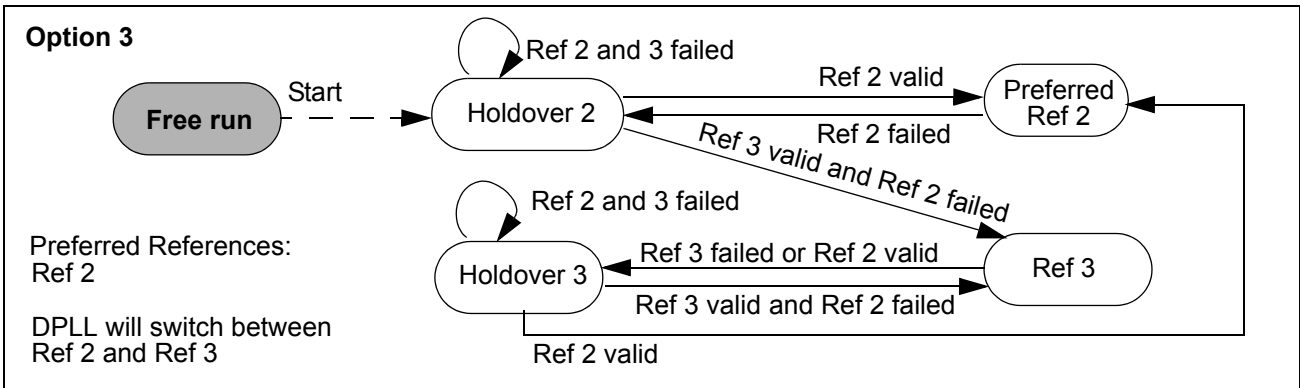 Option 3
Ref 2 and 3 failed
Start
Free run
Holdover 2
Ref 2 valid
Ref 2 failed
Preferred
Ref 2
Ref 3 valid and Ref 2 failed
Ref 2 and 3 failed
Preferred References:
Ref 2
Holdover 3
Ref 3 failed or Ref 2 valid
Ref 3 valid and Ref 2 failed
Ref 3
DPLL will switch between
Ref 2 and Ref 3
Ref 2 valid